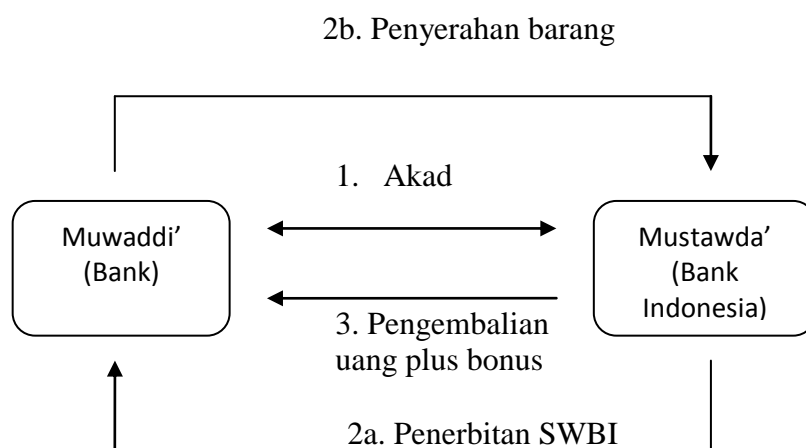 2b. Penyerahan barang
1. Akad
Muwaddi’
(Bank)
Mustawda’
(Bank
Indonesia)
3. Pengembalian
uang plus bonus
2a. Penerbitan SWBI